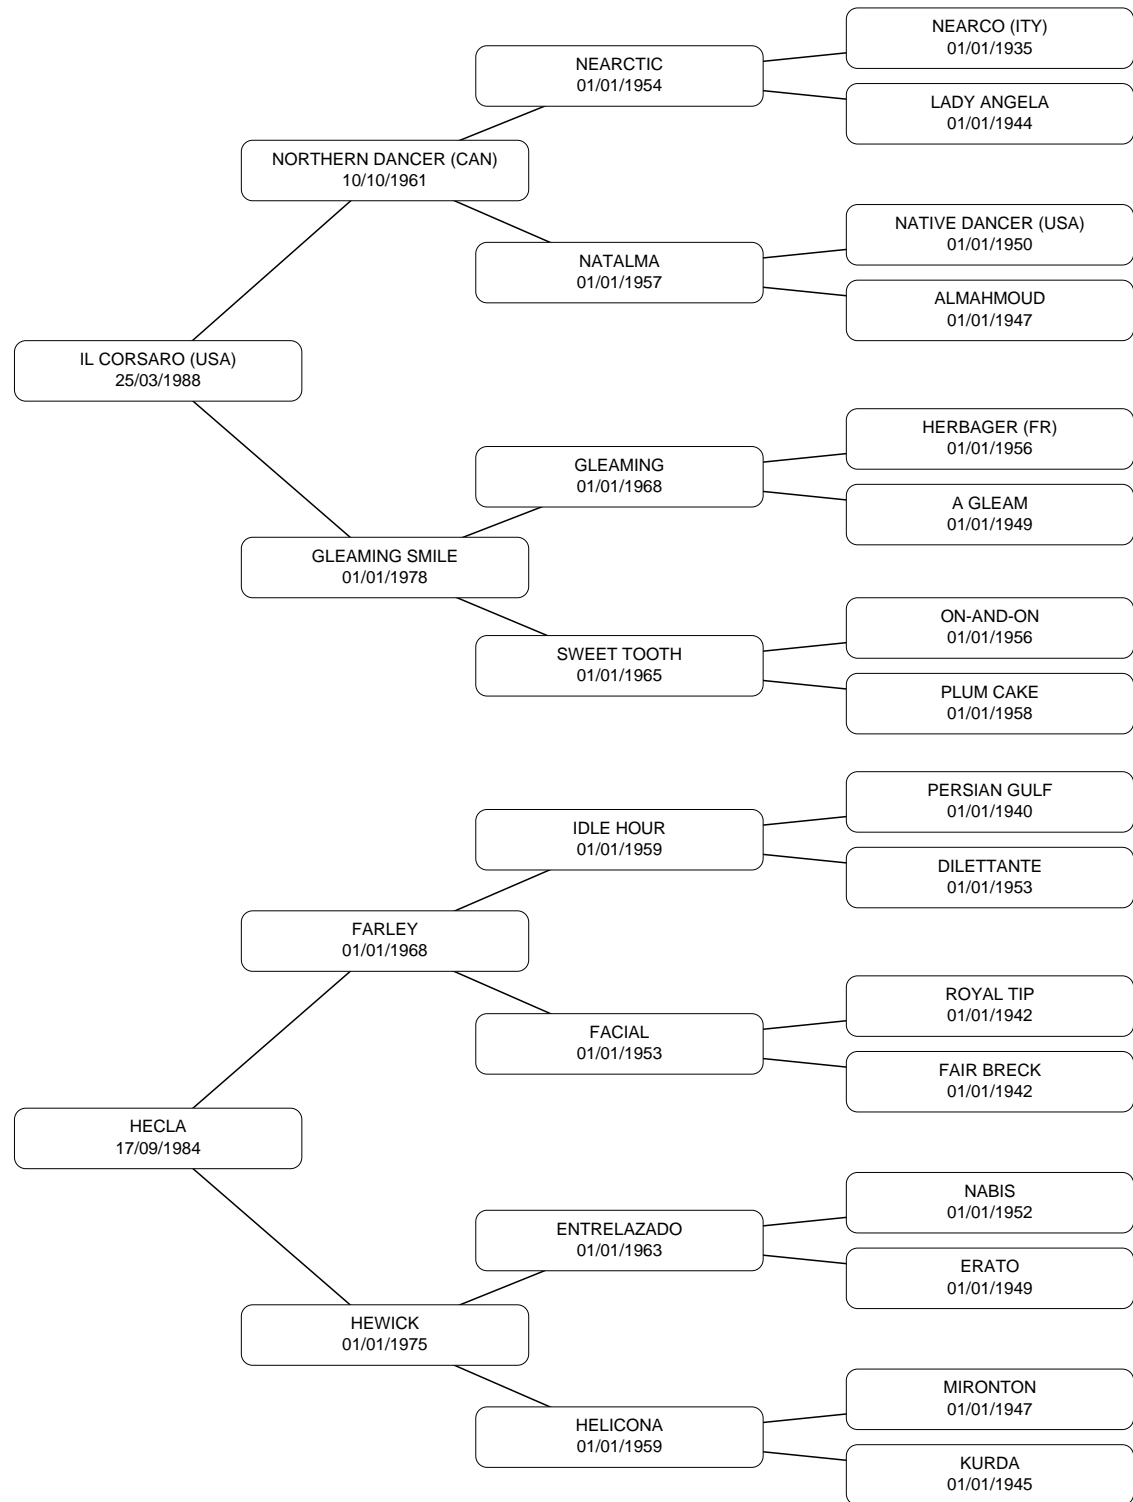 NEARCO (ITY)
01/01/1935
NEARCTIC
01/01/1954
LADY ANGELA
01/01/1944
NORTHERN DANCER (CAN)
10/10/1961
NATIVE DANCER (USA)
01/01/1950
NATALMA
01/01/1957
ALMAHMOUD
01/01/1947
IL CORSARO (USA)
25/03/1988
HERBAGER (FR)
01/01/1956
GLEAMING
01/01/1968
A GLEAM
01/01/1949
GLEAMING SMILE
01/01/1978
ON-AND-ON
01/01/1956
SWEET TOOTH
01/01/1965
PLUM CAKE
01/01/1958
PERSIAN GULF
01/01/1940
IDLE HOUR
01/01/1959
DILETTANTE
01/01/1953
FARLEY
01/01/1968
ROYAL TIP
01/01/1942
FACIAL
01/01/1953
FAIR BRECK
01/01/1942
HECLA
17/09/1984
NABIS
01/01/1952
ENTRELAZADO
01/01/1963
ERATO
01/01/1949
HEWICK
01/01/1975
MIRONTON
01/01/1947
HELICONA
01/01/1959
KURDA
01/01/1945